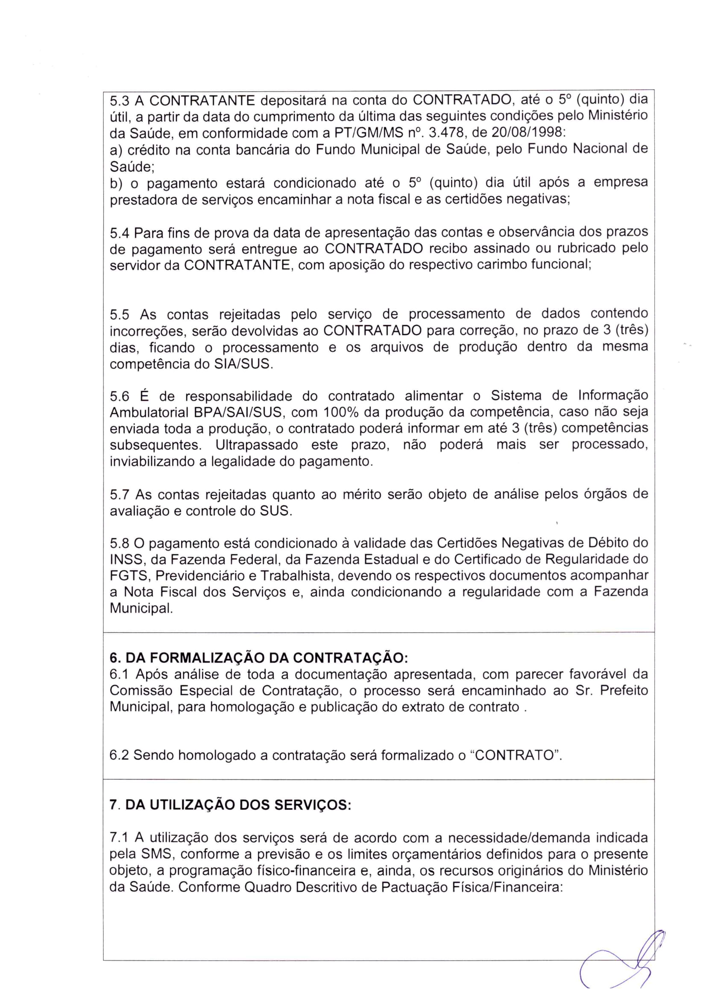 5.3 A CONTRATANTE depositará na conta do CONTRATADO, até o 5º (quinto) dia
útil, a partir da data do cumprimento da última das seguintes condições pelo Ministério
da Saúde, em conformidade com a PT/GM/MS nº. 3.478, de 20/08/1998:
a) crédito na conta bancária do Fundo Municipal de Saúde, pelo Fundo Nacional de
Saúde;
b) o pagamento estará condicionado até o 5º (quinto) dia útil após a empresa
prestadora de serviços encaminhar a nota fiscal e as certidões negativas;
5.4 Para fins de prova da data de apresentação das contas e observância dos prazos
de pagamento será entregue ao CONTRATADO recibo assinado ou rubricado pelo
servidor da CONTRATANTE, com aposição do respectivo carimbo funcional;
5.5 As contas rejeitadas pelo serviço de processamento de dados contendo
incorreções, serão devolvidas ao CONTRATADO para correção, no prazo de 3 (três)
dias, ficando o processamento e os arquivos de produção dentro da mesma
competência do SIA/SUS.
5.6 É de responsabilidade do contratado alimentar o Sistema de Informação
Ambulatorial BPA/SAI/SUS, com 100% da produção da competência, caso não seja
enviada toda a produção, o contratado poderá informar em até 3 (três) competências
subsequentes. Ultrapassado este prazo, não poderá mais ser processado,
inviabilizando a legalidade do pagamento.
5.7 As contas rejeitadas quanto ao mérito serão objeto de análise pelos órgãos de
avaliação e controle do SUS.
5.8 O pagamento está condicionado à validade das Certidões Negativas de Débito do
INSS, da Fazenda Federal, da Fazenda Estadual e do Certificado de Regularidade do
FGTS, Previdenciário e Trabalhista, devendo os respectivos documentos acompanhar
a Nota Fiscal dos Serviços e, ainda condicionando a regularidade com a Fazenda
Municipal.
6. DA FORMALIZAÇÃO DA CONTRATAÇÃO:
6.1 Após análise de toda a documentação apresentada, com parecer favorável da
Comissão Especial de Contratação, o processo será encaminhado ao Sr. Prefeito
Municipal, para homologação e publicação do extrato de contrato .
6.2 Sendo homologado a contratação será formalizado o “CONTRATO”.
7. DA UTILIZAÇÃO DOS SERVIÇOS:
7.1 A utilização dos serviços será de acordo com a necessidade/demanda indicada
pela SMS, conforme a previsão e os limites orçamentários definidos para o presente
objeto, a programação físico-financeira e, ainda, os recursos originários do Ministério
da Saúde. Conforme Quadro Descritivo de Pactuação Física/Financeira: